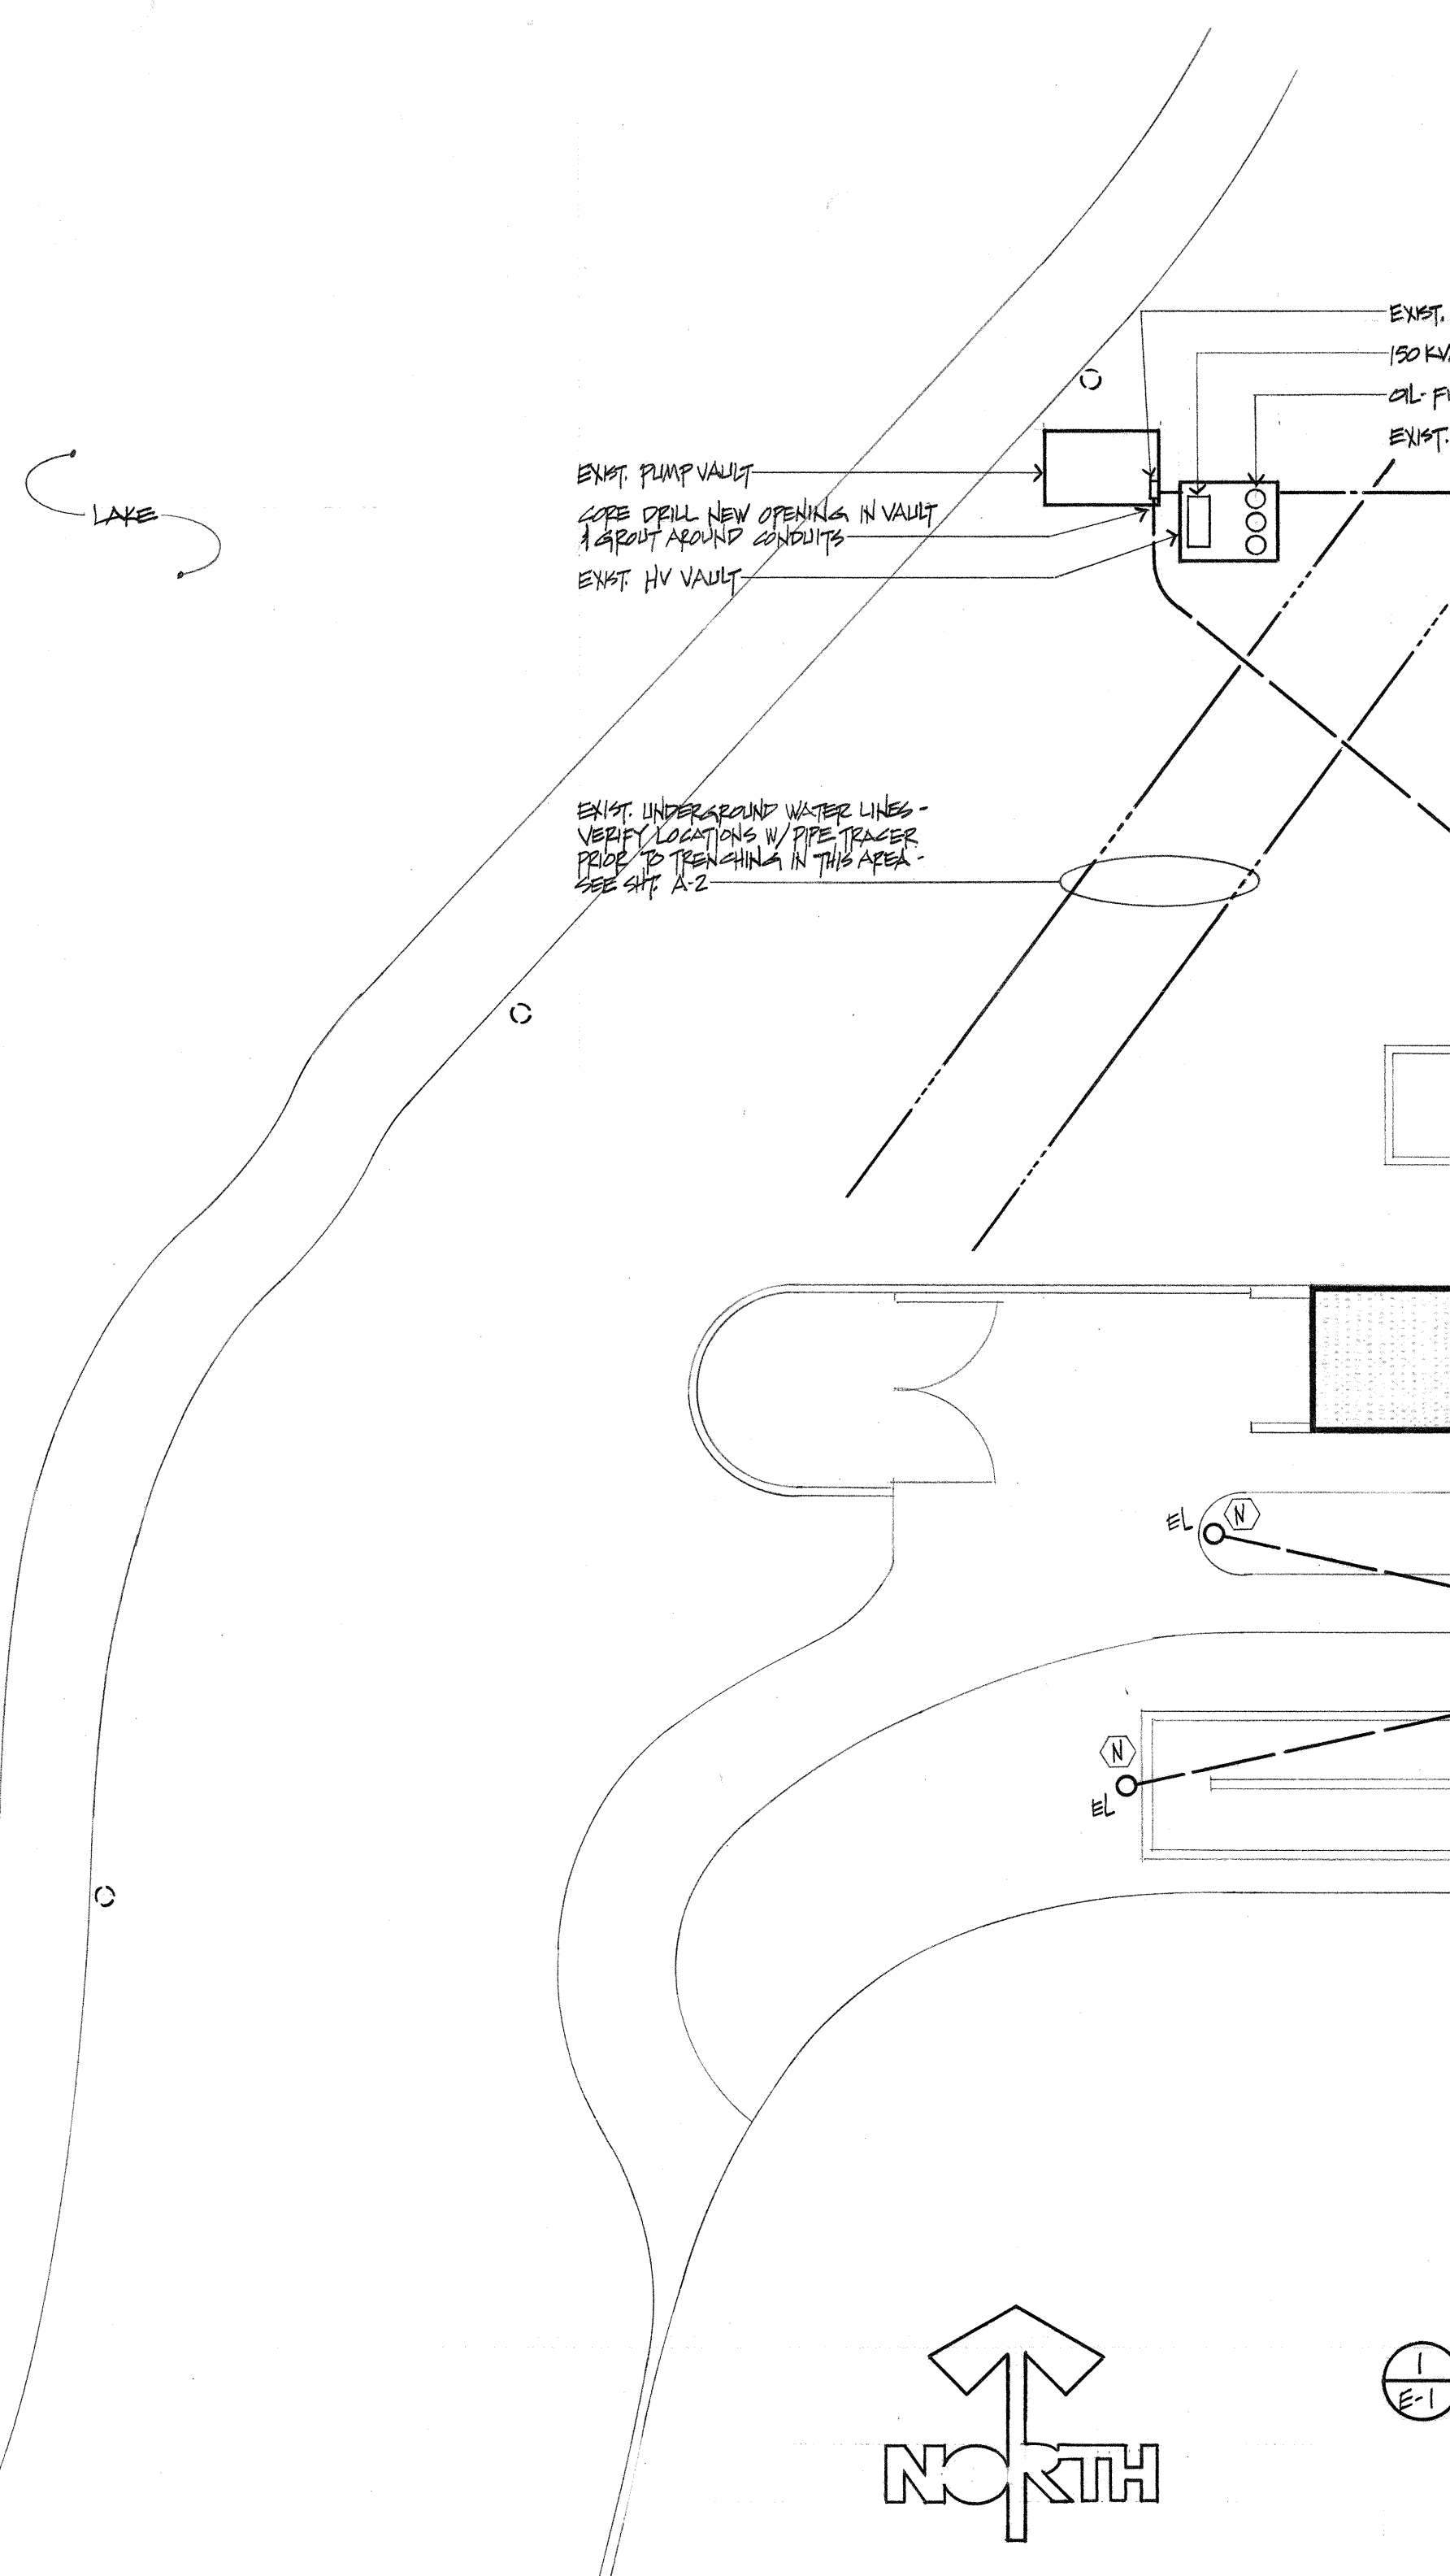 EXIST.
150 KV
OIL-F
EXIST.
EXIST. PUMP VAULT
CORE DRILL NEW OPENING IN VAULT
& GROUT AROUND CONDUITS
EXIST. HV VAULT
LAKE
EXIST. UNDERGROUND WATER LINES -
VERIFY LOCATIONS W/ PIPE TRACER
PRIOR TO TRENCHING IN THIS AREA -
SEE SHT. A-2
EL N
N
EL
1
E-1
NORTH